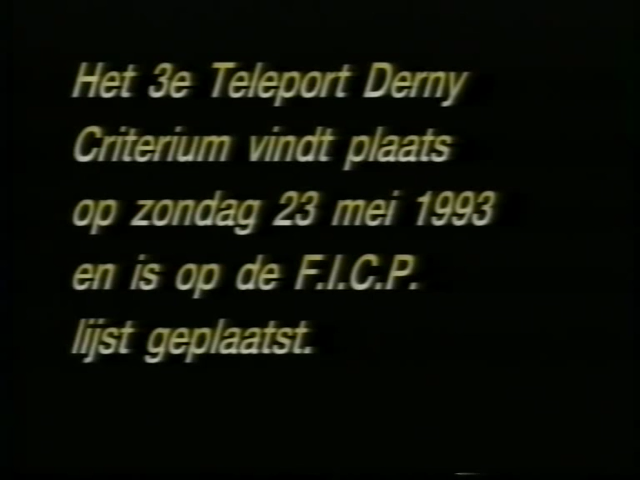 Het 3e Teleport Derny
Criterium vindt plaats
op zondag 23 mei 1993
en is op de F.I.C.P.
lijst geplaatst.